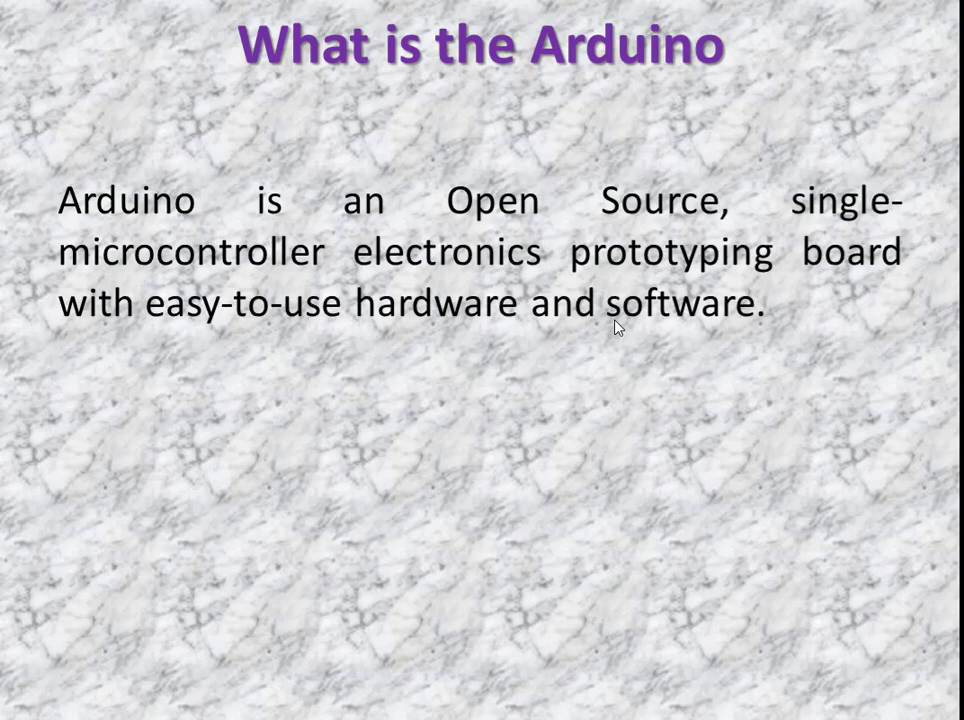 What is the Arduino
Arduino is an Open Source, single-
microcontroller electronics prototyping board
with easy-to-use hardware and software.